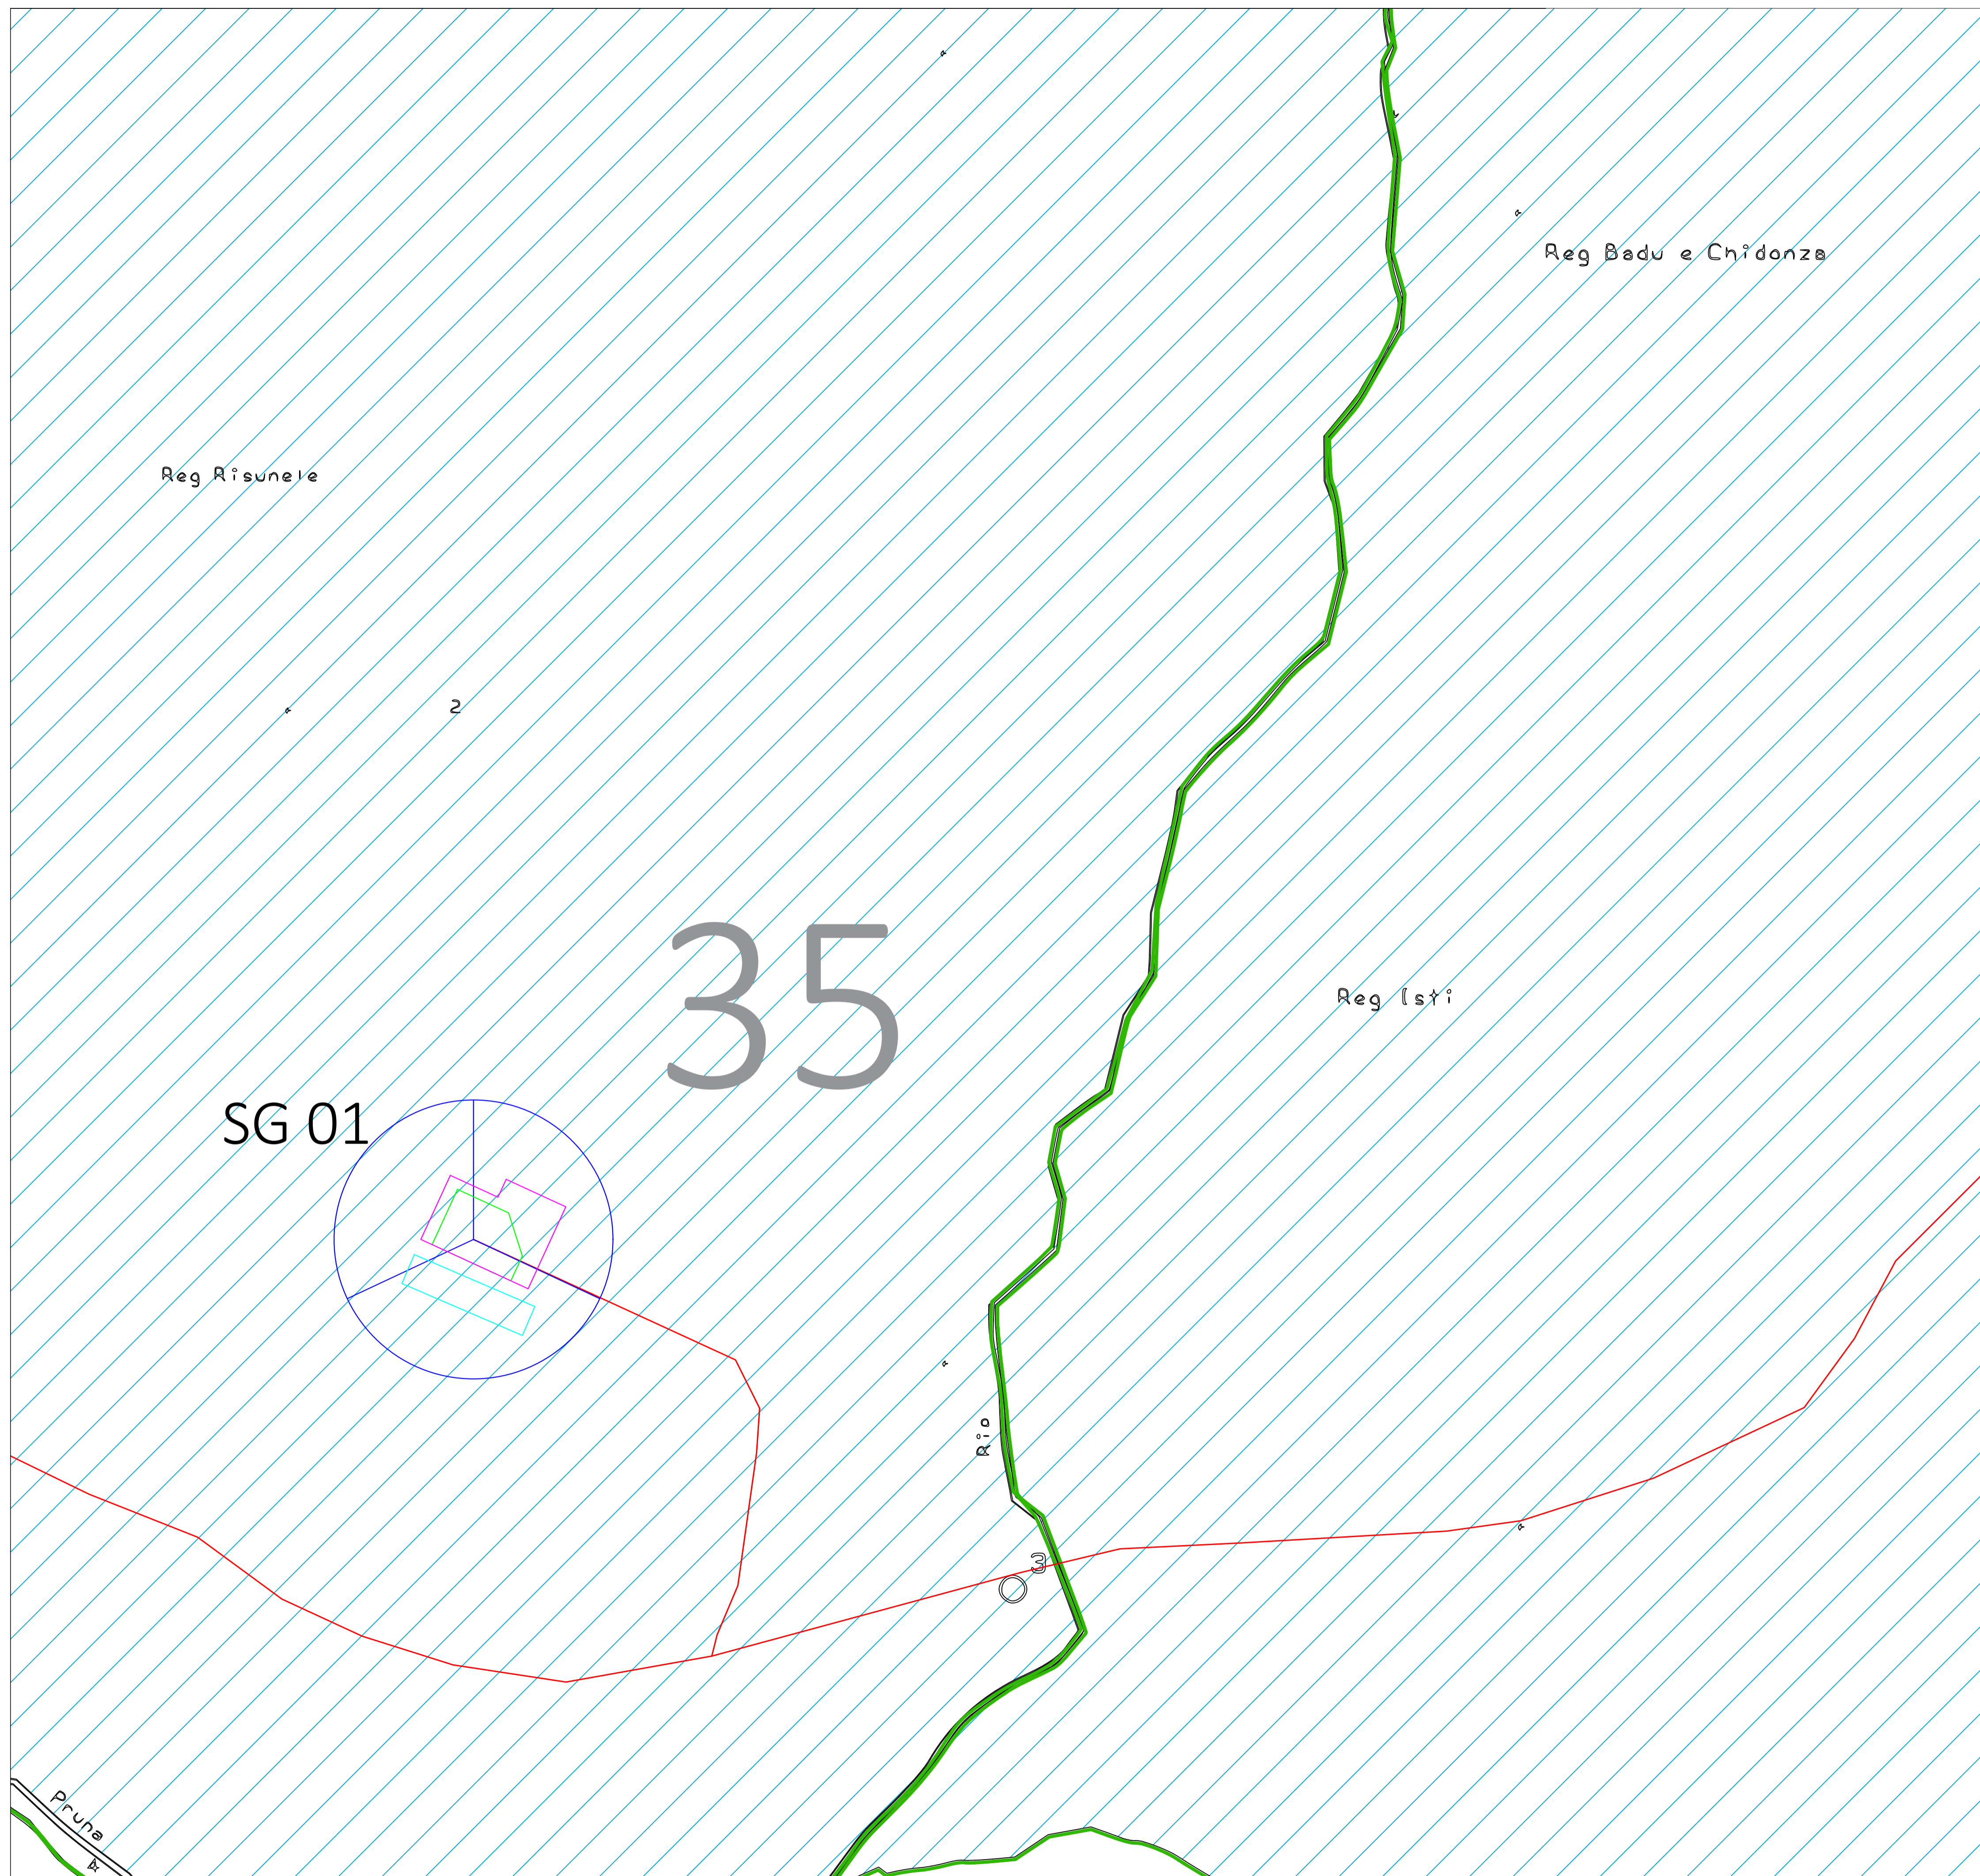 Reg Badu e Chidonza
Reg Risunele
2
35
Reg Isti
SG 01
Rio
3
Pruna